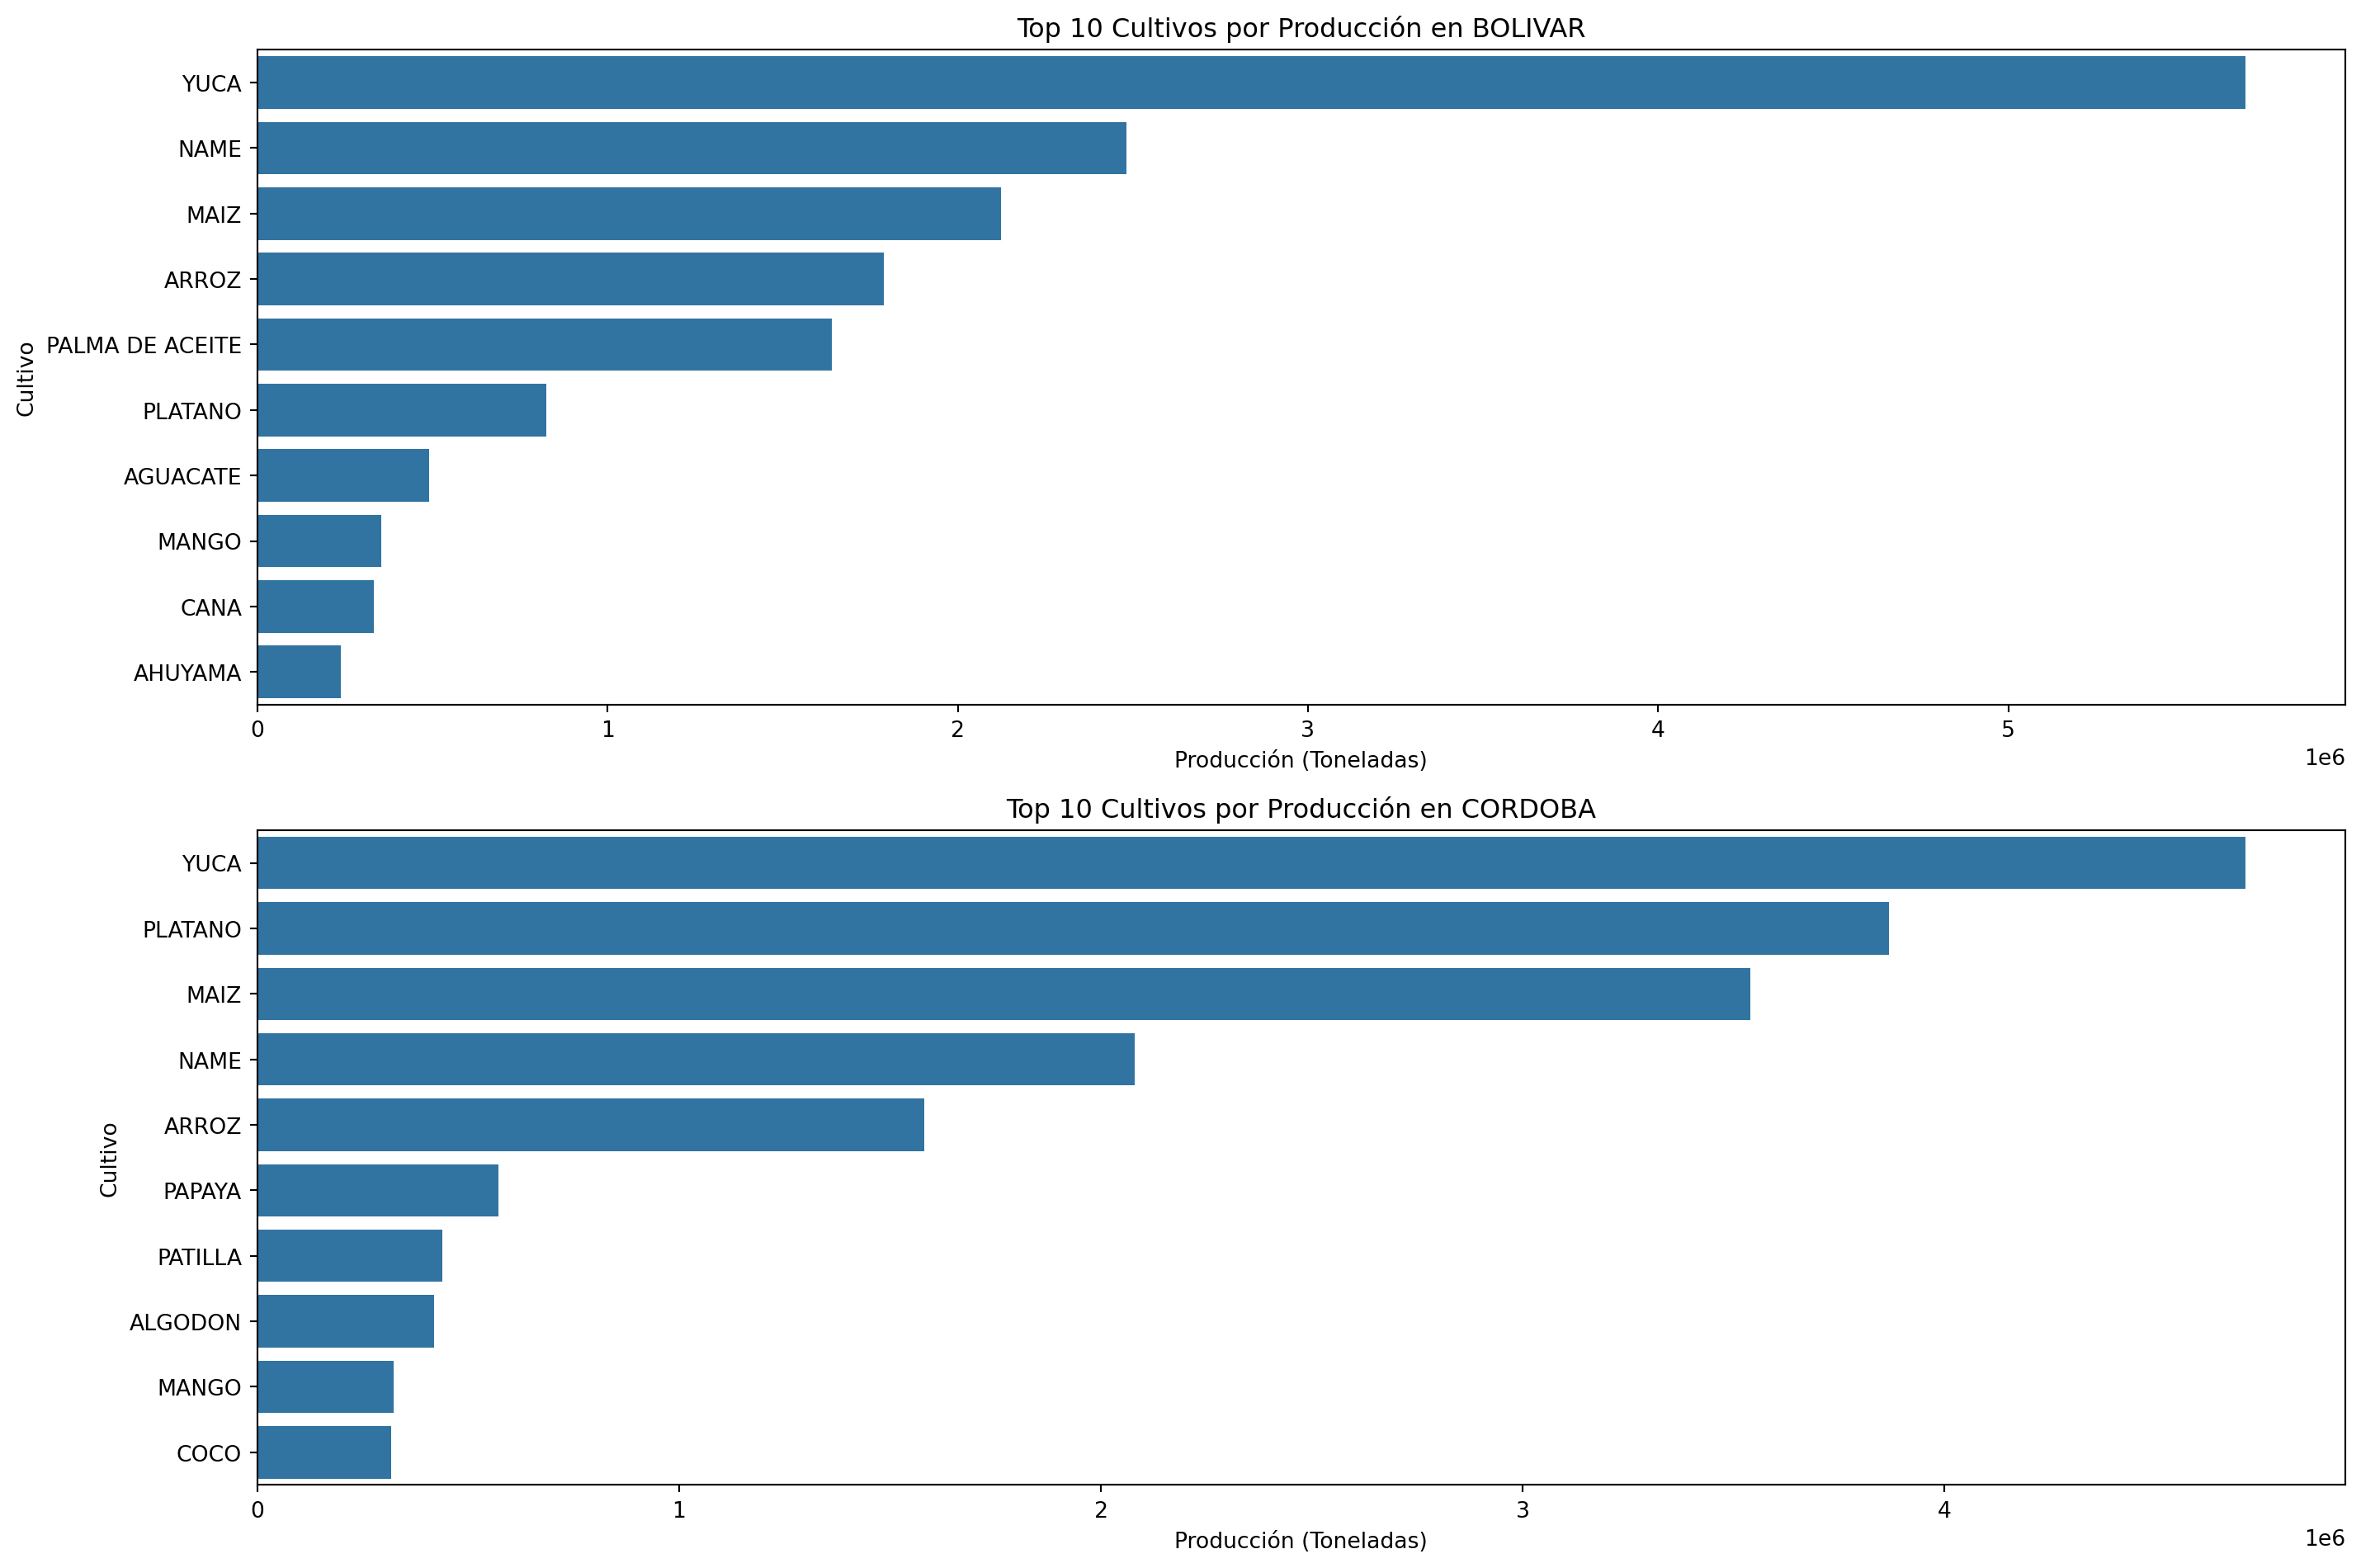 Top 10 Cultivos por Producción en BOLIVAR
Cultivo
YUCA
NAME
MAIZ
ARROZ
PALMA DE ACEITE
PLATANO
AGUACATE
MANGO
CANA
AHUYAMA
0 1 2 3 4 5
1e6
Producción (Toneladas)
Top 10 Cultivos por Producción en CORDOBA
Cultivo
YUCA
PLATANO
MAIZ
NAME
ARROZ
PAPAYA
PATILLA
ALGODON
MANGO
COCO
0 1 2 3 4
1e6
Producción (Toneladas)